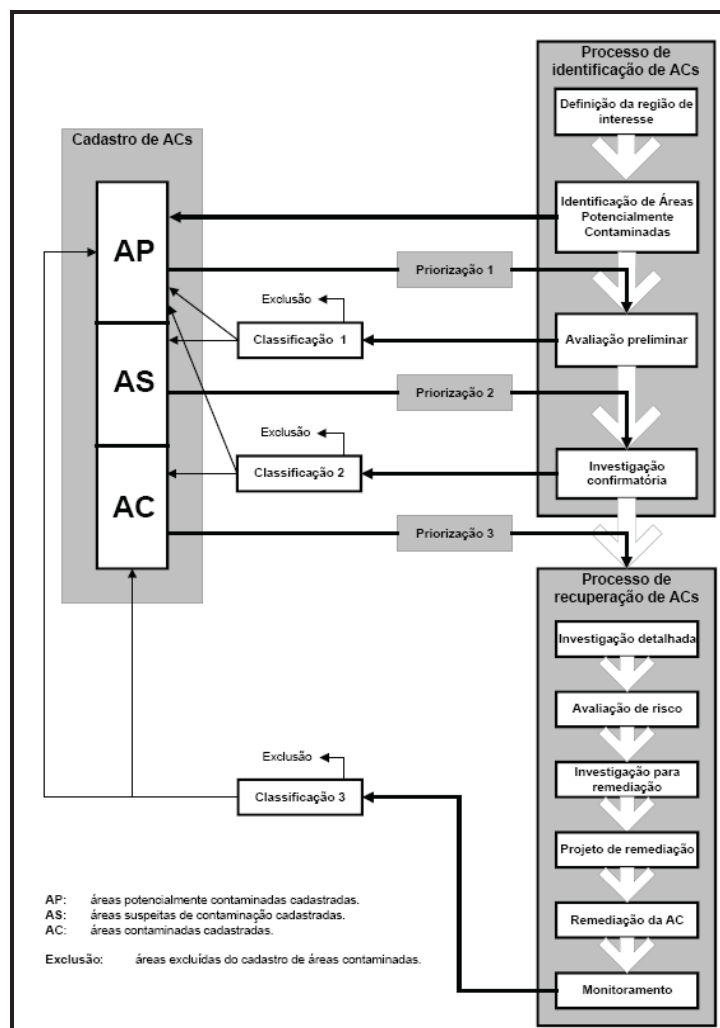 Processo de
identificação de ACs
Definição da região de
interesse
Cadastro de ACs
AP
Identificação de Áreas
Potencialmente
Contaminadas
Priorização 1
Exclusão
Classificação 1
Avaliação preliminar
AS
Priorização 2
Exclusão
Classificação 2
Investigação
confirmatória
AC
Priorização 3
Processo de
recuperação de ACs
Investigação detalhada
Avaliação de risco
Exclusão
Classificação 3
Investigação para
remediação
Projeto de remediação
Remediação da AC
Monitoramento
AP: áreas potencialmente contaminadas cadastradas.
AS: áreas suspeitas de contaminação cadastradas.
AC: áreas contaminadas cadastradas.
Exclusão: áreas excluídas do cadastro de áreas contaminadas.